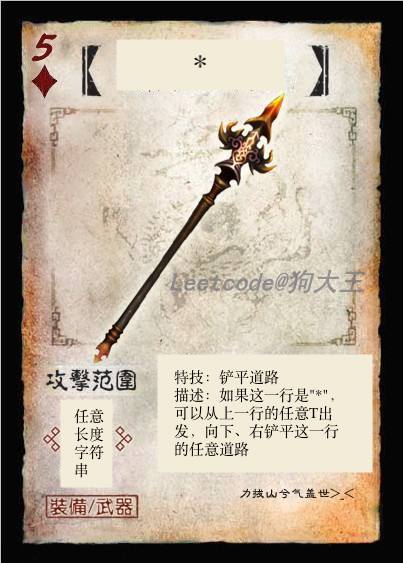 5
*
Leetcode@狗大王
攻擊范圍
任意
长度
字符
串
特技：铲平道路
描述：如果这一行是"*"，
可以从上一行的任意T出
发，向下、右铲平这一行
的任意道路
力拔山兮气盖世>_<
裝備/武器